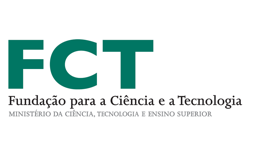 FCT
Fundação para a Ciência e a Tecnologia
MINISTÉRIO DA CIÊNCIA, TECNOLOGIA E ENSINO SUPERIOR